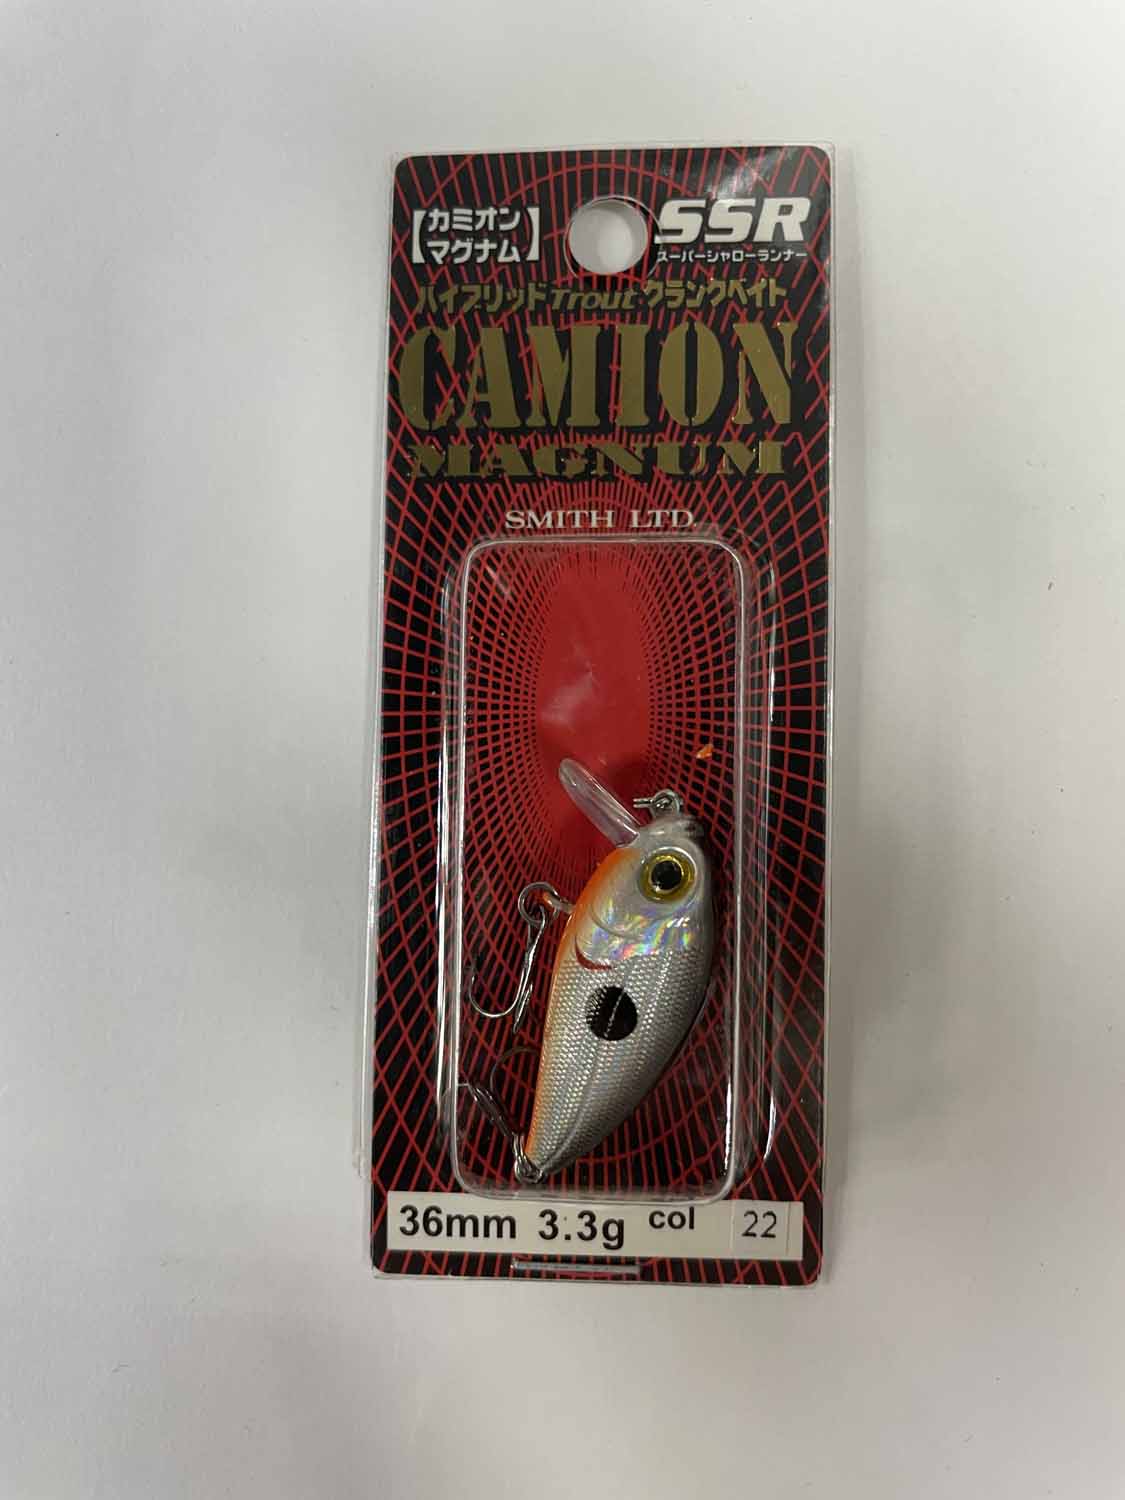 【カミオン
マグナム】
SSR
スーパーシャローランナー
ハイブリッドTroutクランクベイト
CAMION
MAGNUM
SMITH LTD.
36mm 3.3g col 22